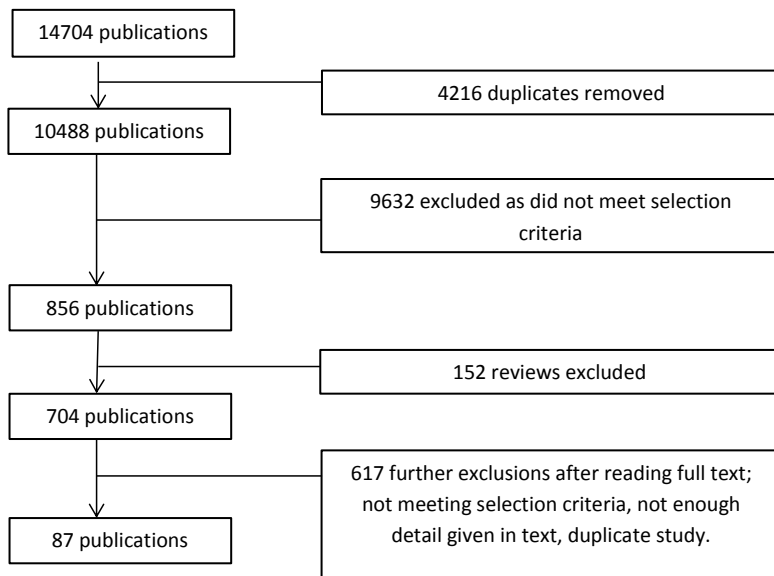 14704 publications
4216 duplicates removed
10488 publications
9632 excluded as did not meet selection
criteria
856 publications
152 reviews excluded
704 publications
617 further exclusions after reading full text;
not meeting selection criteria, not enough
detail given in text, duplicate study.
87 publications